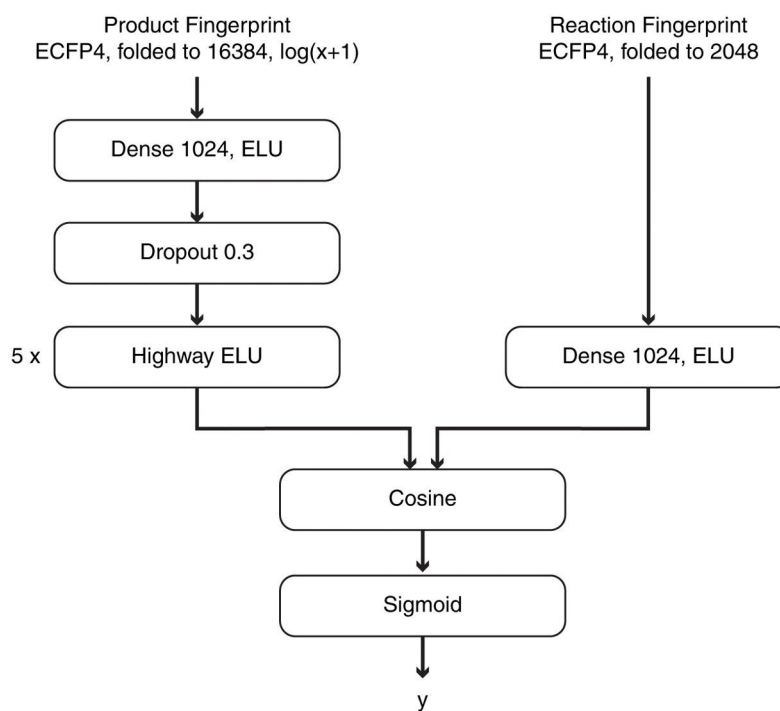 Product Fingerprint
ECFP4, folded to 16384, log(x+1)
Reaction Fingerprint
ECFP4, folded to 2048
Dense 1024, ELU
Dropout 0.3
5 x
Highway ELU
Dense 1024, ELU
Cosine
Sigmoid
y